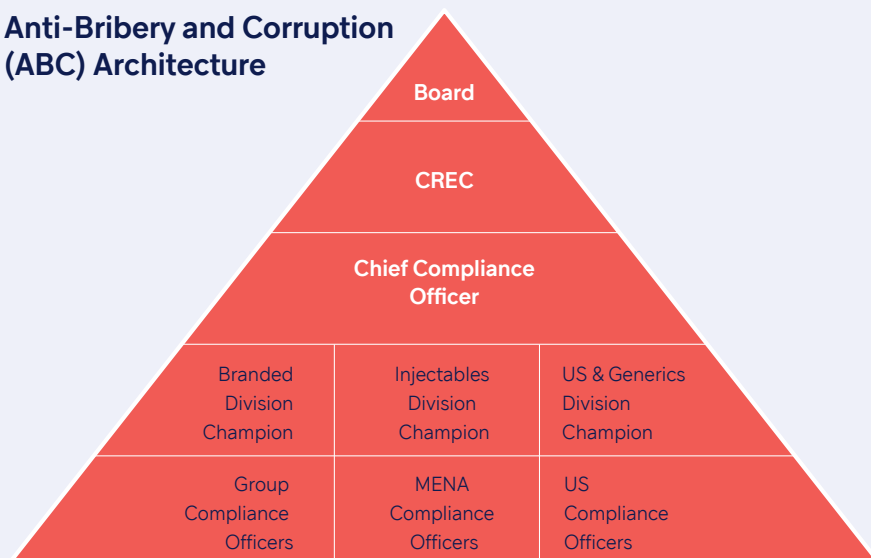 Anti-Bribery and Corruption
(ABC) Architecture
Board
CREC
Chief Compliance
Officer
Branded
Division
Champion
Injectables
Division
Champion
US & Generics
Division
Champion
Group
Compliance
Officers
MENA
Compliance
Officers
US
Compliance
Officers